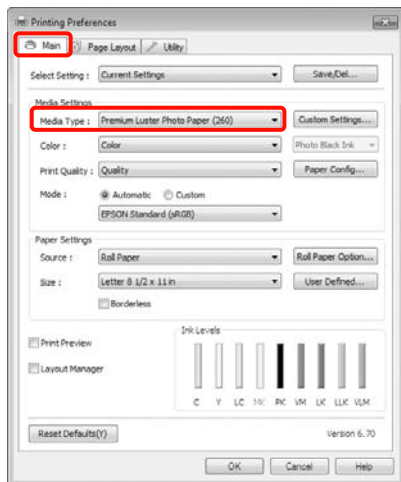 Printing Preferences
Main Page Layout Utility
Select Setting : Current Settings Save/Del...
Media Settings
Media Type : Premium Luster Photo Paper (260) Custom Settings...
Color : Color Photo Black Ink
Print Quality : Quality Paper Config...
Mode : Automatic Custom
EPSON Standard (sRGB)
Paper Settings
Source : Roll Paper Roll Paper Option...
Size : Letter 8 1/2 x 11 in User Defined...
Borderless
Ink Levels
Print Preview
Layout Manager
C Y LC MK PK VM LK LLK VLM
Reset Defaults(Y) Version 6.70
OK Cancel Help